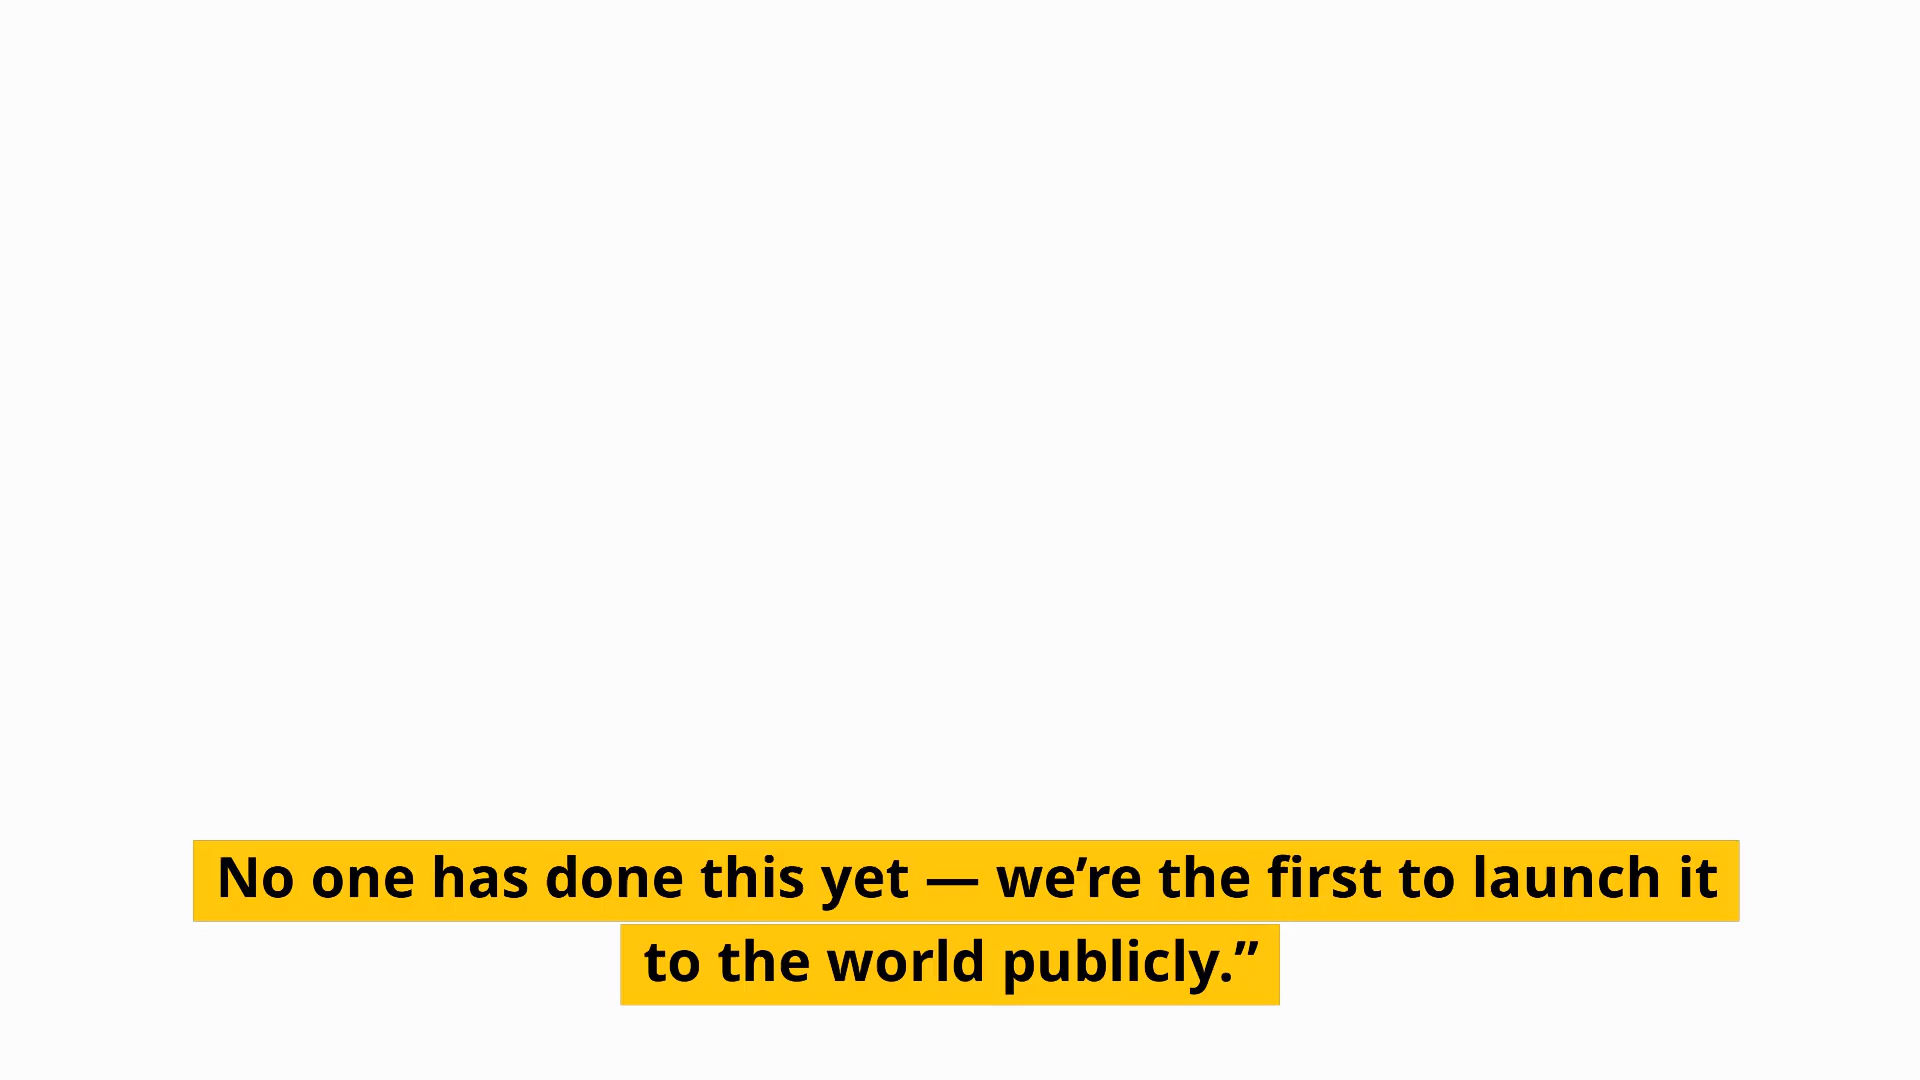 No one has done this yet — we’re the first to launch it
to the world publicly.”